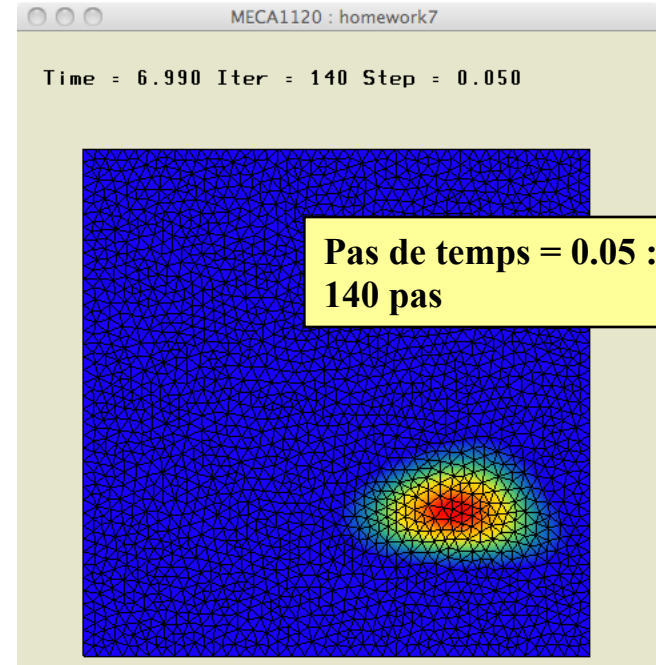 MECA1120 : homework7
Time = 6.990 Iter = 140 Step = 0.050
Pas de temps = 0.05 :
140 pas